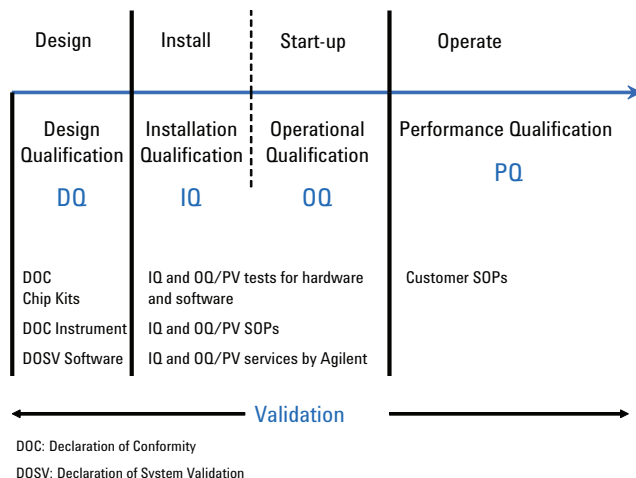 Design
Install
Start-up
Operate
Design
Qualification
DQ
Installation
Qualification
IQ
Operational
Qualification
OQ
Performance Qualification
PQ
DOC
Chip Kits
DOC Instrument
DOSV Software
IQ and OQ/PV tests for hardware
and software
IQ and OQ/PV SOPs
IQ and OQ/PV services by Agilent
Customer SOPs
Validation
DOC: Declaration of Conformity
DOSV: Declaration of System Validation